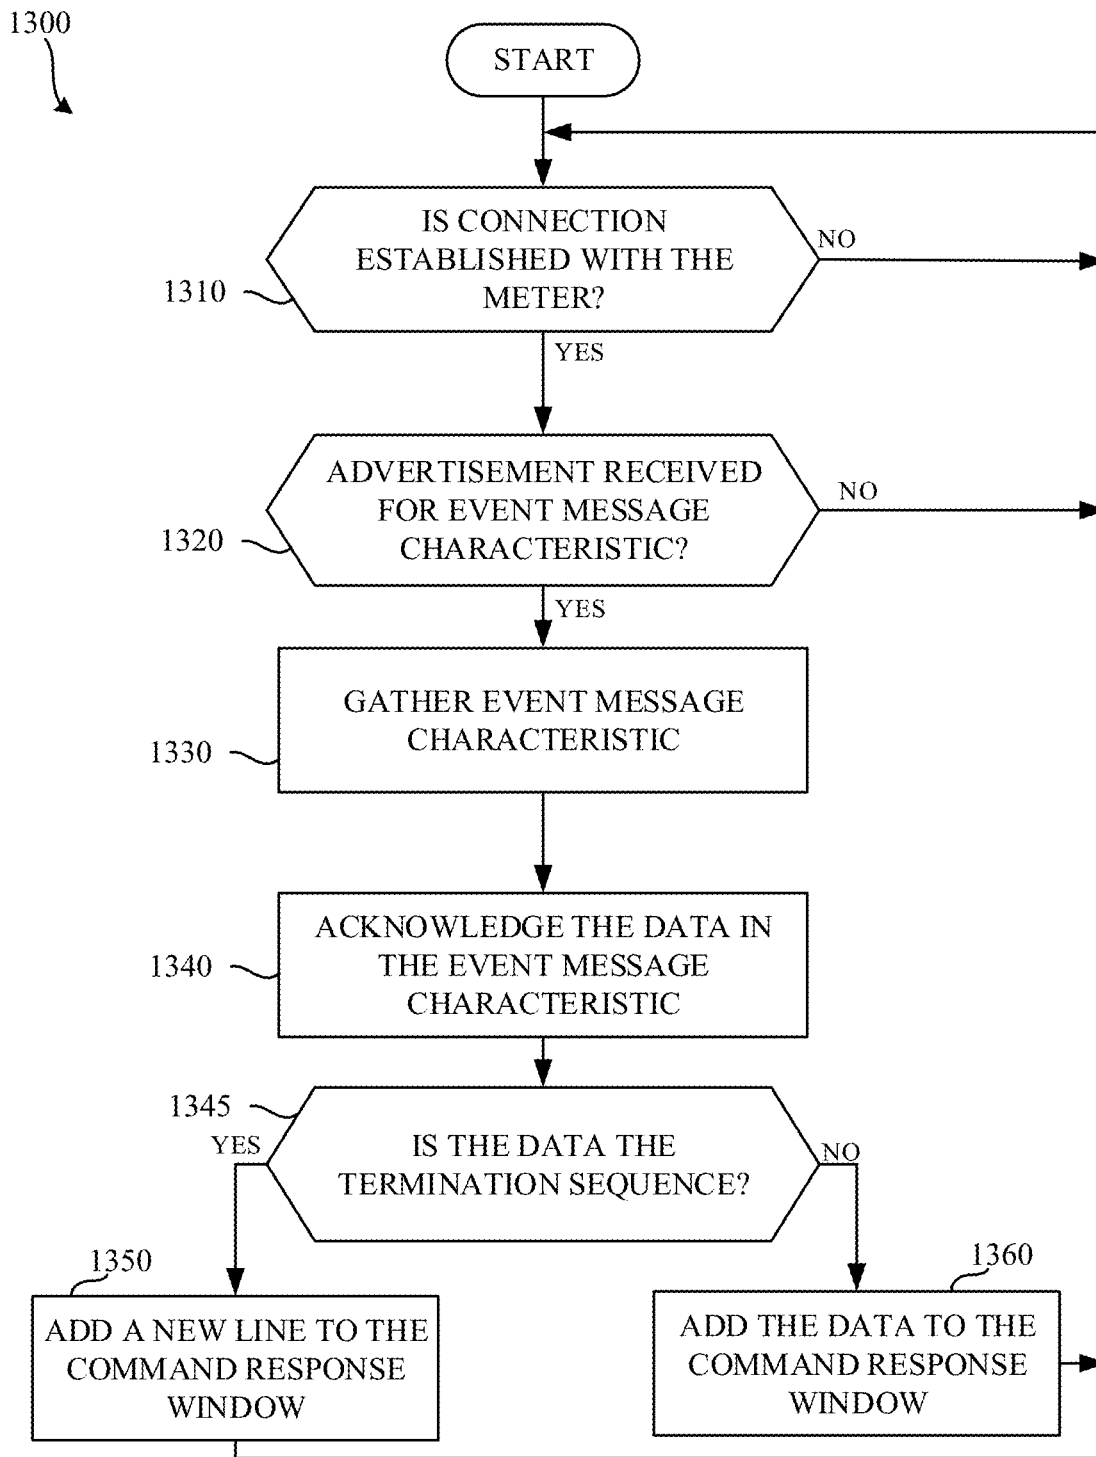 1300
START
IS CONNECTION
ESTABLISHED WITH THE
METER?
NO
1310
YES
ADVERTISEMENT RECEIVED
FOR EVENT MESSAGE
CHARACTERISTIC?
NO
1320
YES
GATHER EVENT MESSAGE
CHARACTERISTIC
1330
ACKNOWLEDGE THE DATA IN
THE EVENT MESSAGE
CHARACTERISTIC
1340
1345
IS THE DATA THE
TERMINATION SEQUENCE?
YES
NO
1350
ADD A NEW LINE TO THE
COMMAND RESPONSE
WINDOW
1360
ADD THE DATA TO THE
COMMAND RESPONSE
WINDOW